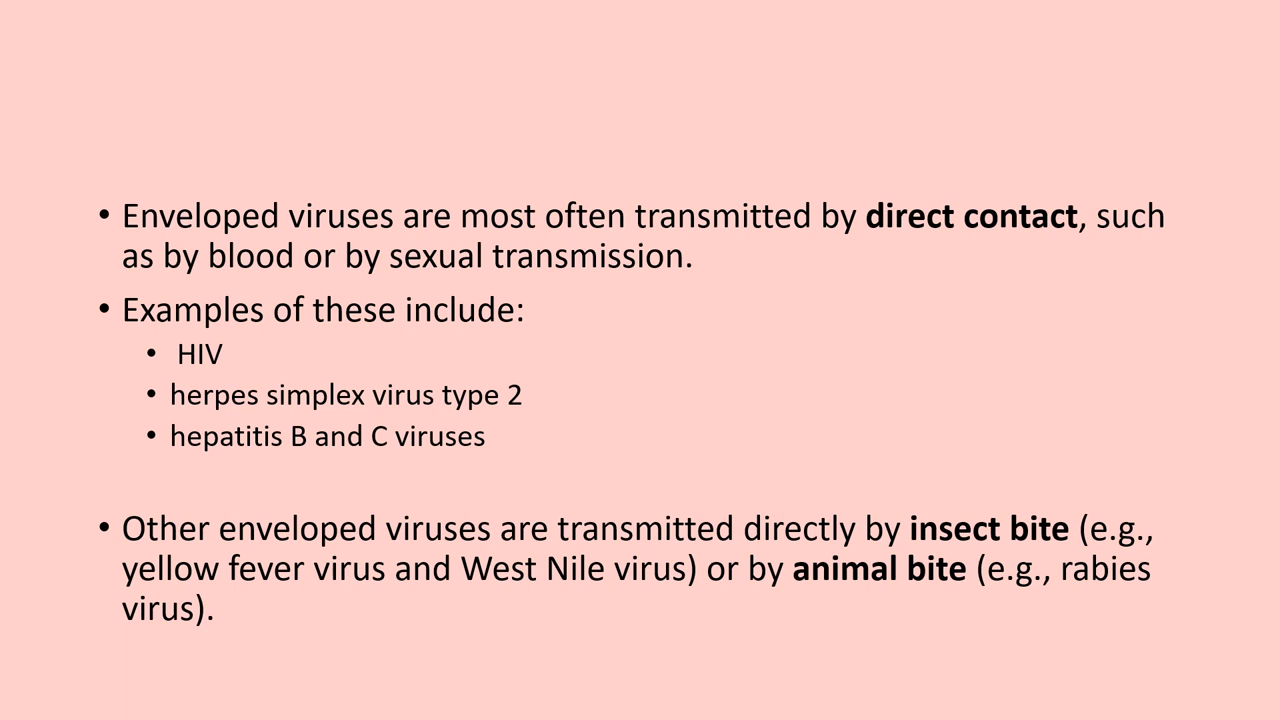 • Enveloped viruses are most often transmitted by direct contact, such
as by blood or by sexual transmission.
• Examples of these include:
• HIV
• herpes simplex virus type 2
• hepatitis B and C viruses
• Other enveloped viruses are transmitted directly by insect bite (e.g.,
yellow fever virus and West Nile virus) or by animal bite (e.g., rabies
virus).